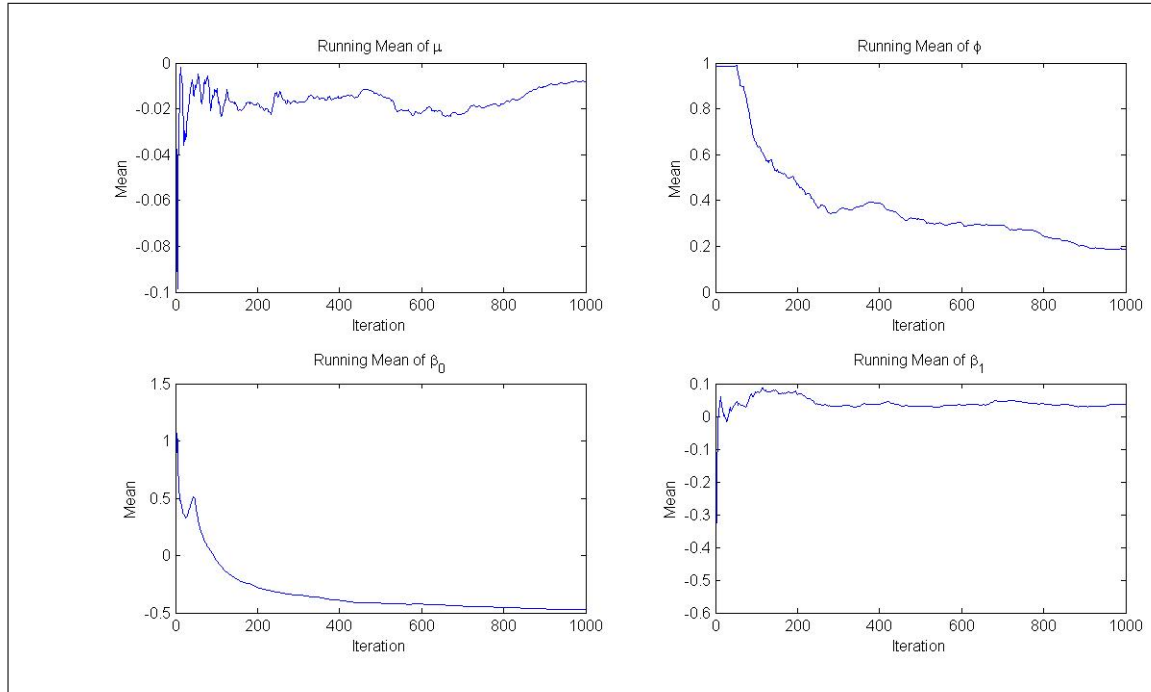 Running Mean of μ
0
-0.02
-0.04
-0.06
-0.08
-0.1
Mean
0 200 400 600 800 1000
Iteration
Running Mean of ϕ
1
0.8
0.6
0.4
0.2
0
Mean
0 200 400 600 800 1000
Iteration
Running Mean of β₀
1.5
1
0.5
0
-0.5
Mean
0 200 400 600 800 1000
Iteration
Running Mean of β₁
0.1
0
-0.1
-0.2
-0.3
-0.4
-0.5
-0.6
Mean
0 200 400 600 800 1000
Iteration